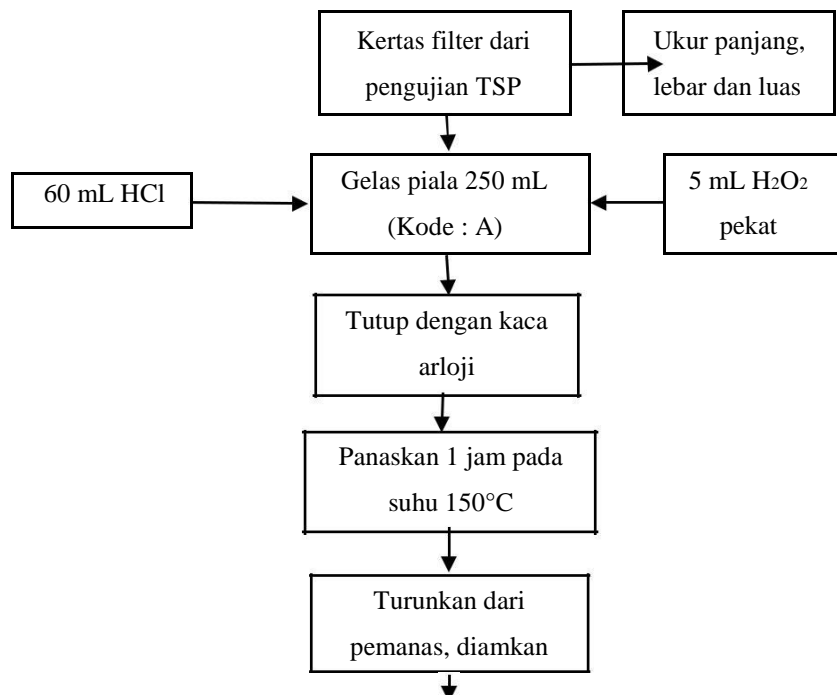 Kertas filter dari
pengujian TSP
Ukur panjang,
lebar dan luas
60 mL HCl
Gelas piala 250 mL
(Kode : A)
5 mL H2O2
pekat
Tutup dengan kaca
arloji
Panaskan 1 jam pada
suhu 150°C
Turunkan dari
pemanas, diamkan